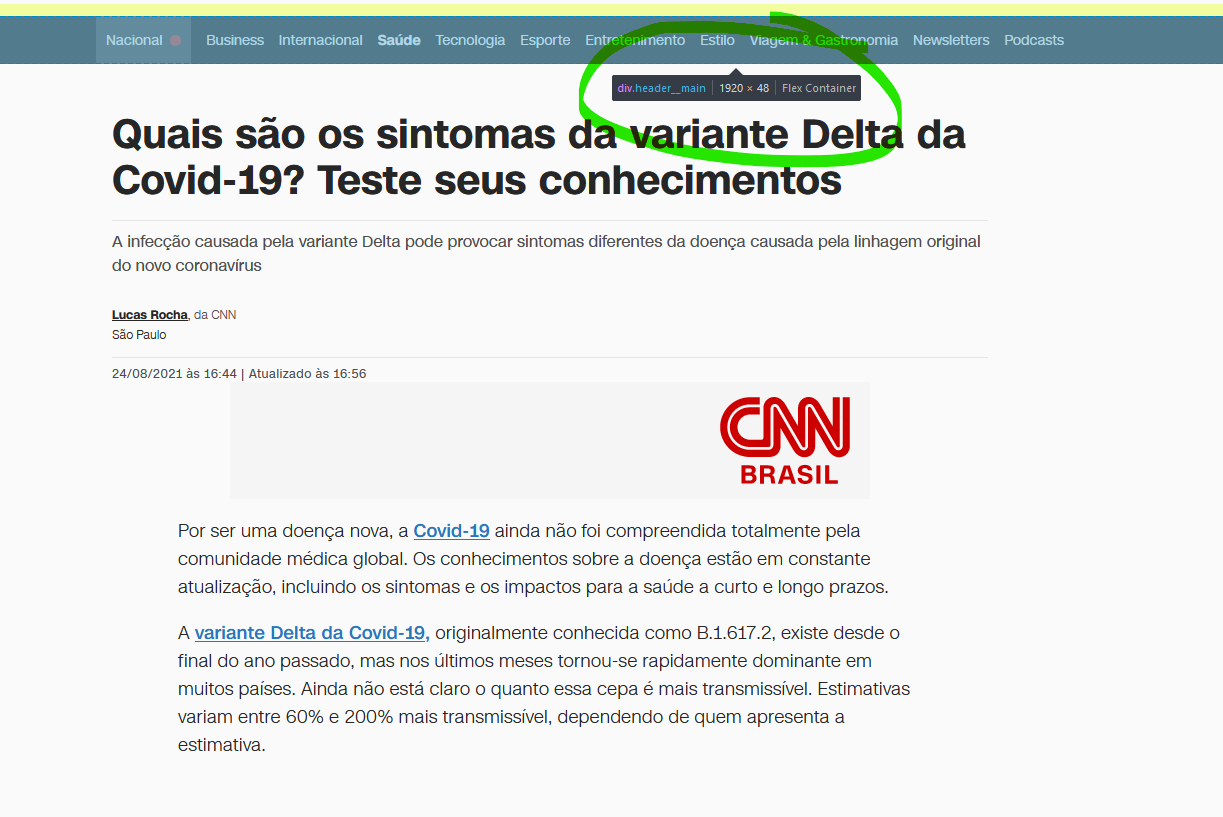 Nacional Business Internacional Saúde Tecnologia Esporte Entretenimento Estilo Viagem & Gastronomia Newsletters Podcasts
div.header__main 1920 × 48 Flex Container
Quais são os sintomas da variante Delta da
Covid-19? Teste seus conhecimentos
A infecção causada pela variante Delta pode provocar sintomas diferentes da doença causada pela linhagem original
do novo coronavírus
Lucas Rocha, da CNN
São Paulo
24/08/2021 às 16:44 | Atualizado às 16:56
CNN
BRASIL
Por ser uma doença nova, a Covid-19 ainda não foi compreendida totalmente pela
comunidade médica global. Os conhecimentos sobre a doença estão em constante
atualização, incluindo os sintomas e os impactos para a saúde a curto e longo prazos.
A variante Delta da Covid-19, originalmente conhecida como B.1.617.2, existe desde o
final do ano passado, mas nos últimos meses tornou-se rapidamente dominante em
muitos países. Ainda não está claro o quanto essa cepa é mais transmissível. Estimativas
variam entre 60% e 200% mais transmissível, dependendo de quem apresenta a
estimativa.